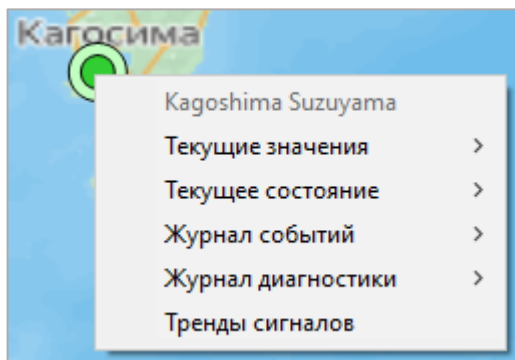 Кагосима
Kagoshima Suzuyama
Текущие значения
Текущее состояние
Журнал событий
Журнал диагностики
Тренды сигналов